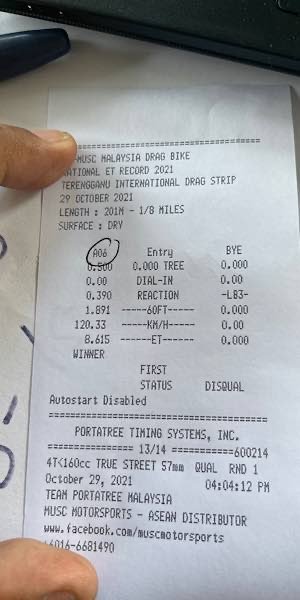 ==============================
-MUSC MALAYSIA DRAG BIKE
NATIONAL ET RECORD 2021
TERENGGANU INTERNATIONAL DRAG STRIP
29 OCTOBER 2021
LENGTH : 201M - 1/8 MILES
SURFACE : DRY
A06 Entry BYE
0.500 0.000 TREE 0.000
0.00 DIAL-IN 0.00
0.390 REACTION -LB3-
1.891 -----60FT----- 0.000
120.33 -----KM/H----- 0.00
8.615 ------ET------ 0.000
WINNER
FIRST
STATUS DISQUAL
Autostart Disabled
===================================
PORTATREE TIMING SYSTEMS, INC.
============== 13/14 ===========600214
4T<160cc TRUE STREET 57mm QUAL RND 1
October 29, 2021 04:04:12 PM
TEAM PORTATREE MALAYSIA
MUSC MOTORSPORTS - ASEAN DISTRIBUTOR
www.facebook.com/muscmotorsports
+6016-6681490